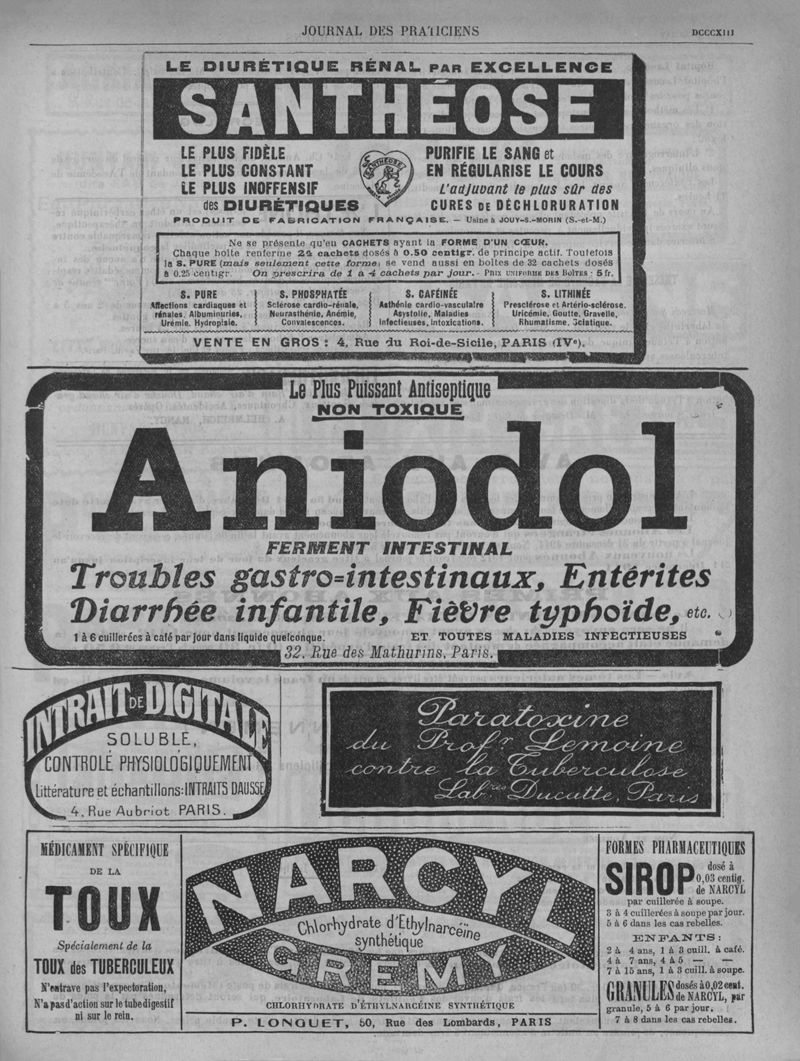 JOURNAL DES PRATICIENS
DCCCXIII
LE DIURÉTIQUE RÉNAL PAR EXCELLENCE
SANTHÉOSE
LE PLUS FIDÈLE
LE PLUS CONSTANT
LE PLUS INOFFENSIF
des DIURÉTIQUES
SANTHÉOSE
PURIFIE LE SANG et
EN RÉGULARISE LE COURS
L'adjuvant le plus sûr des
CURES DE DÉCHLORURATION
PRODUIT DE FABRICATION FRANÇAISE. — Usine à JOUY-S.-MORIN (S.-et-M.)
Ne se présente qu'en CACHETS ayant la FORME D'UN CŒUR.
Chaque boîte renferme 24 cachets dosés à 0.50 centigr. de principe actif. Toutefois
la S. PURE (mais seulement cette forme) se vend aussi en boîtes de 32 cachets dosés
à 0.25 centigr. On prescrira de 1 à 4 cachets par jour. - PRIX UNIFORME DES BOÎTES : 5 fr.
S. PURE
Affections cardiaques et
rénales, Albuminuries,
Urémie, Hydropisie.
S. PHOSPHATÉE
Sclérose cardio-rénale,
Neurasthénie, Anémie,
Convalescences.
S. CAFÉINÉE
Asthénie cardio-vasculaire
Asystolie, Maladies
infectieuses, Intoxications.
S. LITHINÉE
Presclérose et Artério-sclérose.
Uricémie, Goutte, Gravelle,
Rhumatisme, Sciatique.
VENTE EN GROS : 4, Rue du Roi-de-Sicile, PARIS (IVe).
Le Plus Puissant Antiseptique
NON TOXIQUE
Aniodol
FERMENT INTESTINAL
Troubles gastro-intestinaux, Entérites
Diarrhée infantile, Fièvre typhoïde, etc.
1 à 6 cuillerées à café par jour dans liquide quelconque.
ET TOUTES MALADIES INFECTIEUSES
32, Rue des Mathurins, Paris.
INTRAIT DE DIGITALE
SOLUBLE,
CONTROLÉ PHYSIOLOGIQUEMENT
Littérature et échantillons: INTRAITS DAUSSE
4, Rue Aubriot PARIS.
Paratoxine
du Profr Lemoine
contre la Tuberculose
Labres Ducatte, Paris
MÉDICAMENT SPÉCIFIQUE
DE LA
TOUX
Spécialement de la
TOUX des TUBERCULEUX
N'entrave pas l'expectoration,
N'a pas d'action sur le tube digestif
ni sur le rein.
NARCYL
Chlorhydrate d'Éthylnarcéine
synthétique
GREMY
CHLORHYDRATE D'ÉTHYLNARCÉINE SYNTHÉTIQUE
P. LONGUET, 50, Rue des Lombards, PARIS
FORMES PHARMACEUTIQUES
SIROP dosé à
0,03 centig.
de NARCYL
par cuillerée à soupe.
3 à 4 cuillerées à soupe par jour.
5 à 6 dans les cas rebelles.
ENFANTS :
2 à 4 ans, 1 à 3 cuill. à café.
4 à 7 ans, 4 à 5 — —
7 à 15 ans, 1 à 3 cuill. à soupe.
GRANULES dosés à 0,02 cent.
de NARCYL, par
granule, 5 à 6 par jour.
7 à 8 dans les cas rebelles.